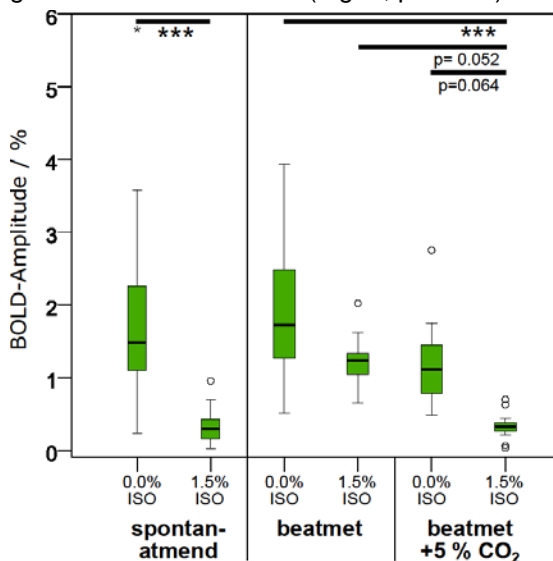 6
* ***
***
p= 0.052
p=0.064
5
4
3
2
1
0
BOLD-Amplitude / %
0.0% 1.5% 0.0% 1.5% 0.0% 1.5%
ISO ISO ISO ISO ISO ISO
spontan- beatmet beatmet
atmend +5 % CO₂